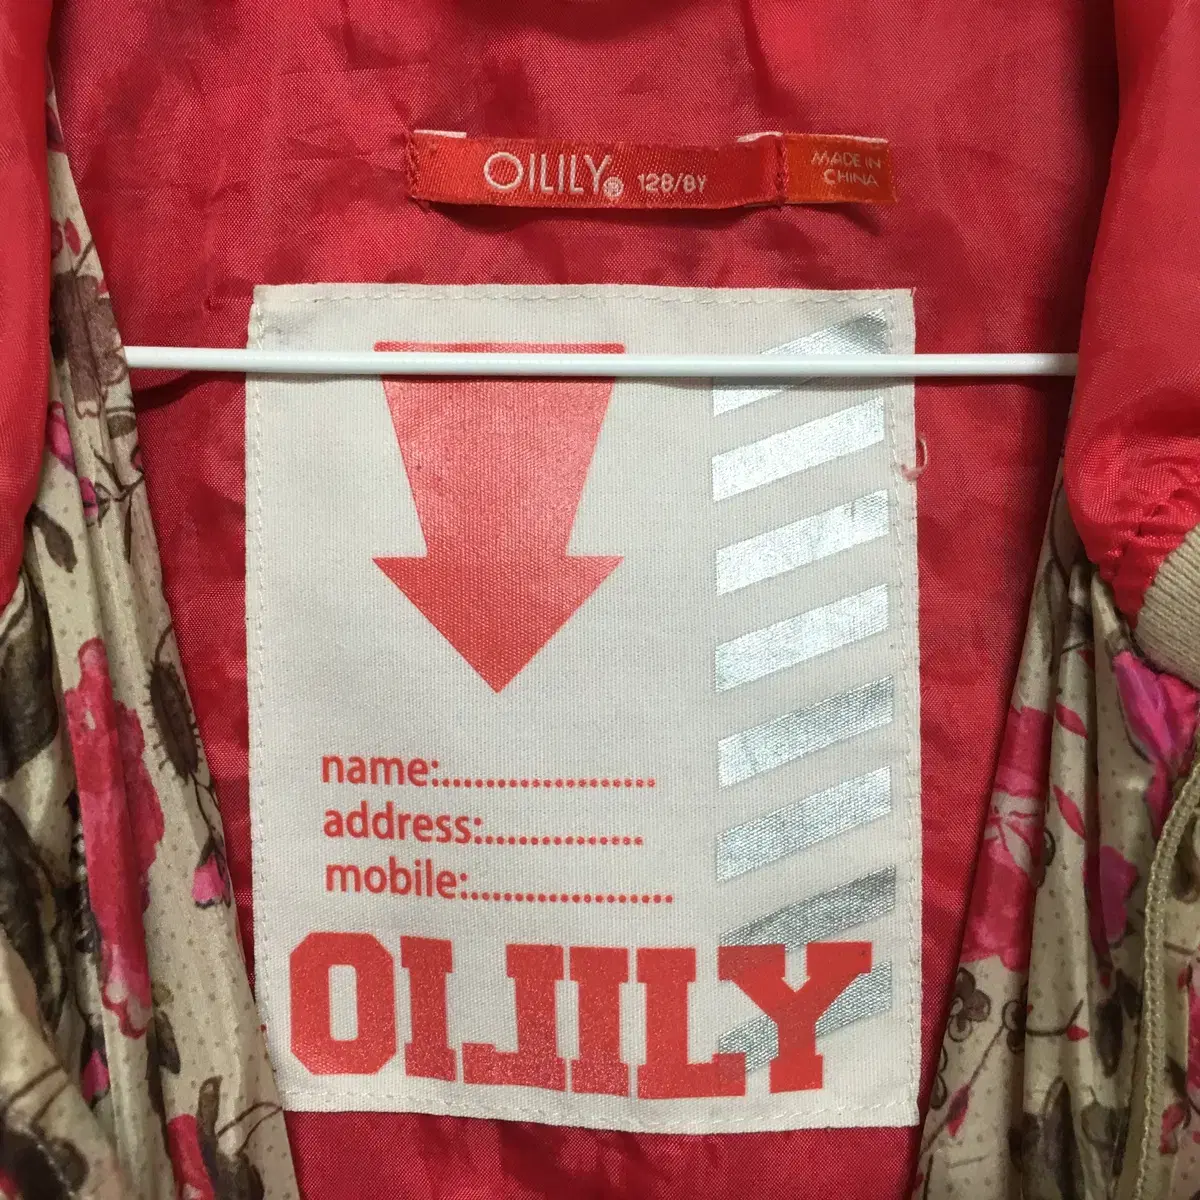 OILILY® 128/8Y
MADE IN
CHINA
name:....................
address:...............
mobile:...................
OILILY